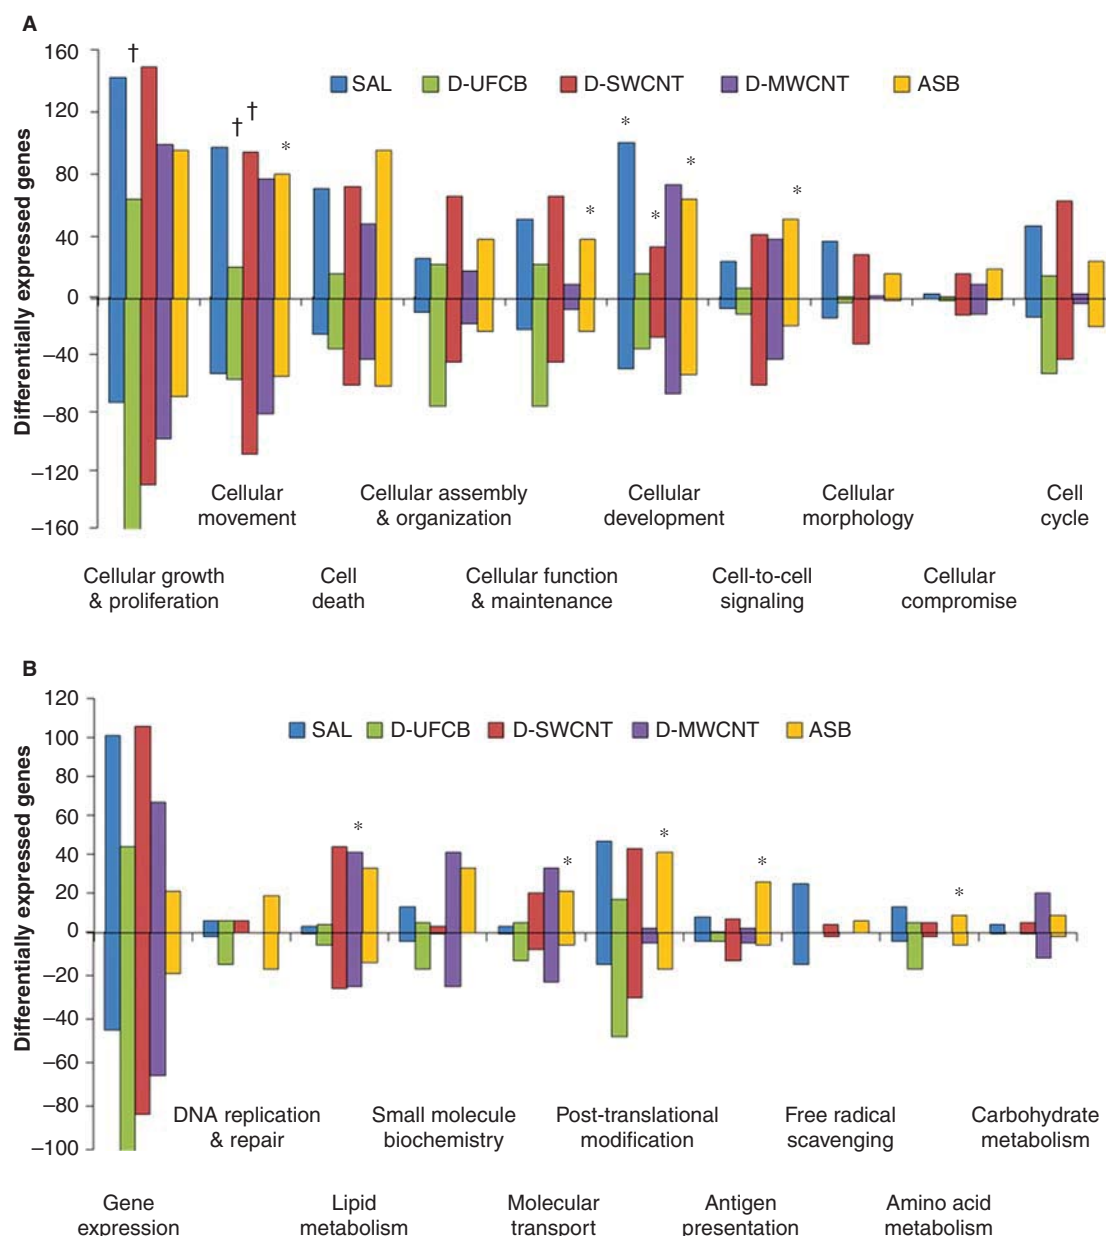 A
160
†
SAL D-UFCB D-SWCNT D-MWCNT ASB
120
†
†
*
*
80
*
*
*
*
40
0
–40
–80
–120
–160
Differentially expressed genes
Cellular
movement
Cellular assembly
& organization
Cellular
development
Cellular
morphology
Cell
cycle
Cellular growth
& proliferation
Cell
death
Cellular function
& maintenance
Cell-to-cell
signaling
Cellular
compromise
B
120
SAL D-UFCB D-SWCNT D-MWCNT ASB
100
80
60
*
*
40
*
*
20
*
0
–20
–40
–60
–80
–100
Differentially expressed genes
DNA replication
& repair
Small molecule
biochemistry
Post-translational
modification
Free radical
scavenging
Carbohydrate
metabolism
Gene
expression
Lipid
metabolism
Molecular
transport
Antigen
presentation
Amino acid
metabolism